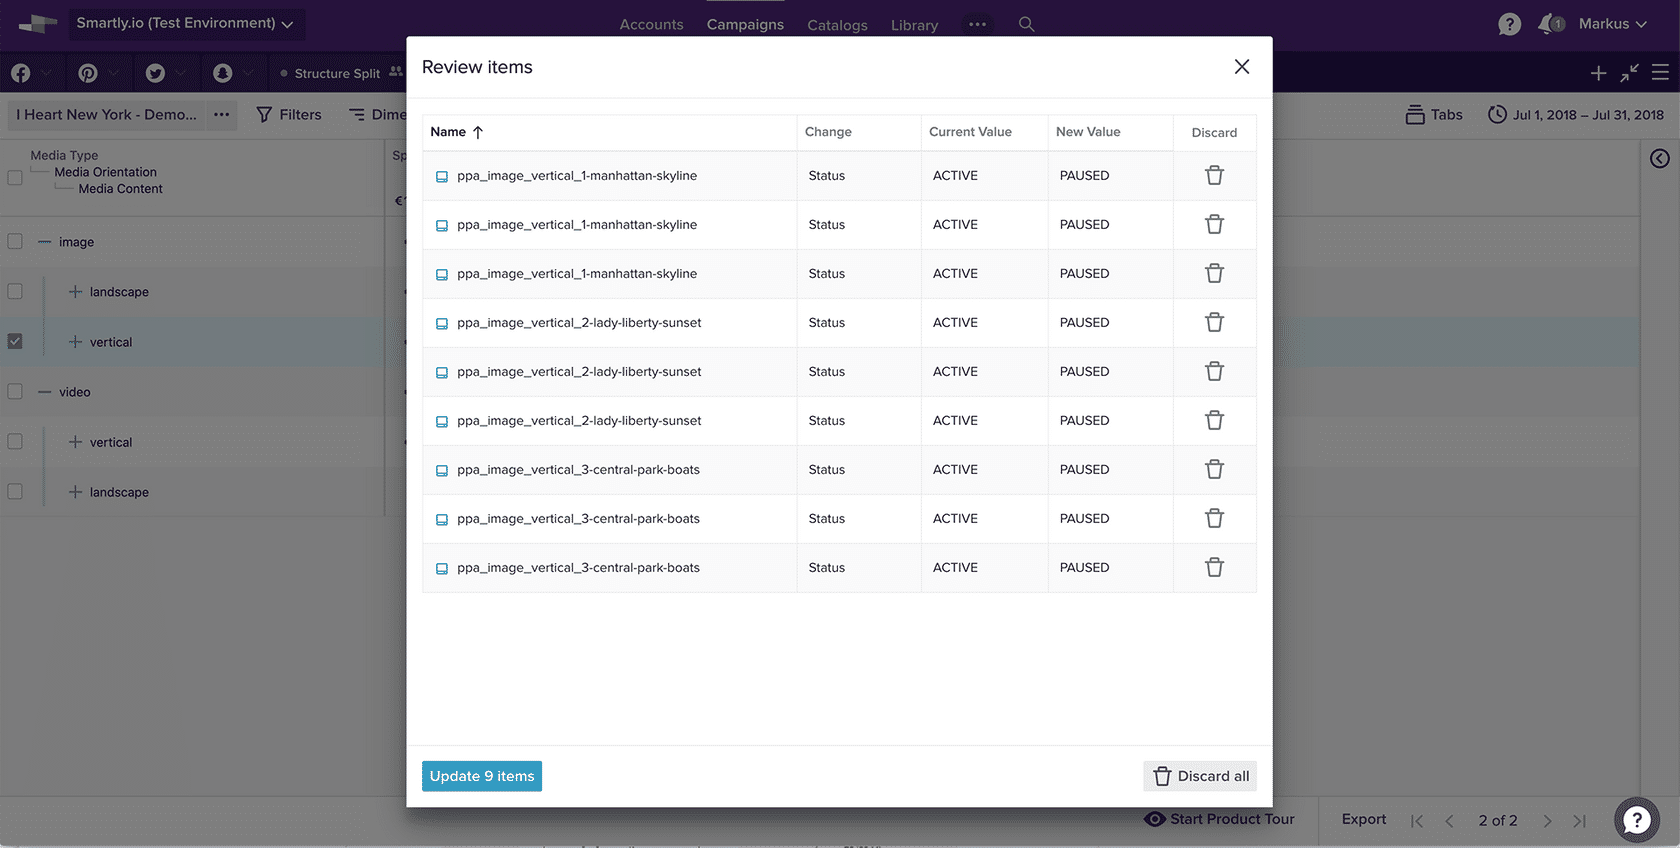 Smartly.io (Test Environment)
Accounts Campaigns Catalogs Library
1
Markus
Structure Split
I Heart New York - Demo...
Filters
Dime
Tabs
Jul 1, 2018 – Jul 31, 2018
Media Type
Media Orientation
Media Content
Sp
€
image
landscape
vertical
video
vertical
landscape
Review items
Name Change Current Value New Value Discard
ppa_image_vertical_1-manhattan-skyline Status ACTIVE PAUSED
ppa_image_vertical_1-manhattan-skyline Status ACTIVE PAUSED
ppa_image_vertical_1-manhattan-skyline Status ACTIVE PAUSED
ppa_image_vertical_2-lady-liberty-sunset Status ACTIVE PAUSED
ppa_image_vertical_2-lady-liberty-sunset Status ACTIVE PAUSED
ppa_image_vertical_2-lady-liberty-sunset Status ACTIVE PAUSED
ppa_image_vertical_3-central-park-boats Status ACTIVE PAUSED
ppa_image_vertical_3-central-park-boats Status ACTIVE PAUSED
ppa_image_vertical_3-central-park-boats Status ACTIVE PAUSED
Update 9 items
Discard all
Start Product Tour
Export
2 of 2